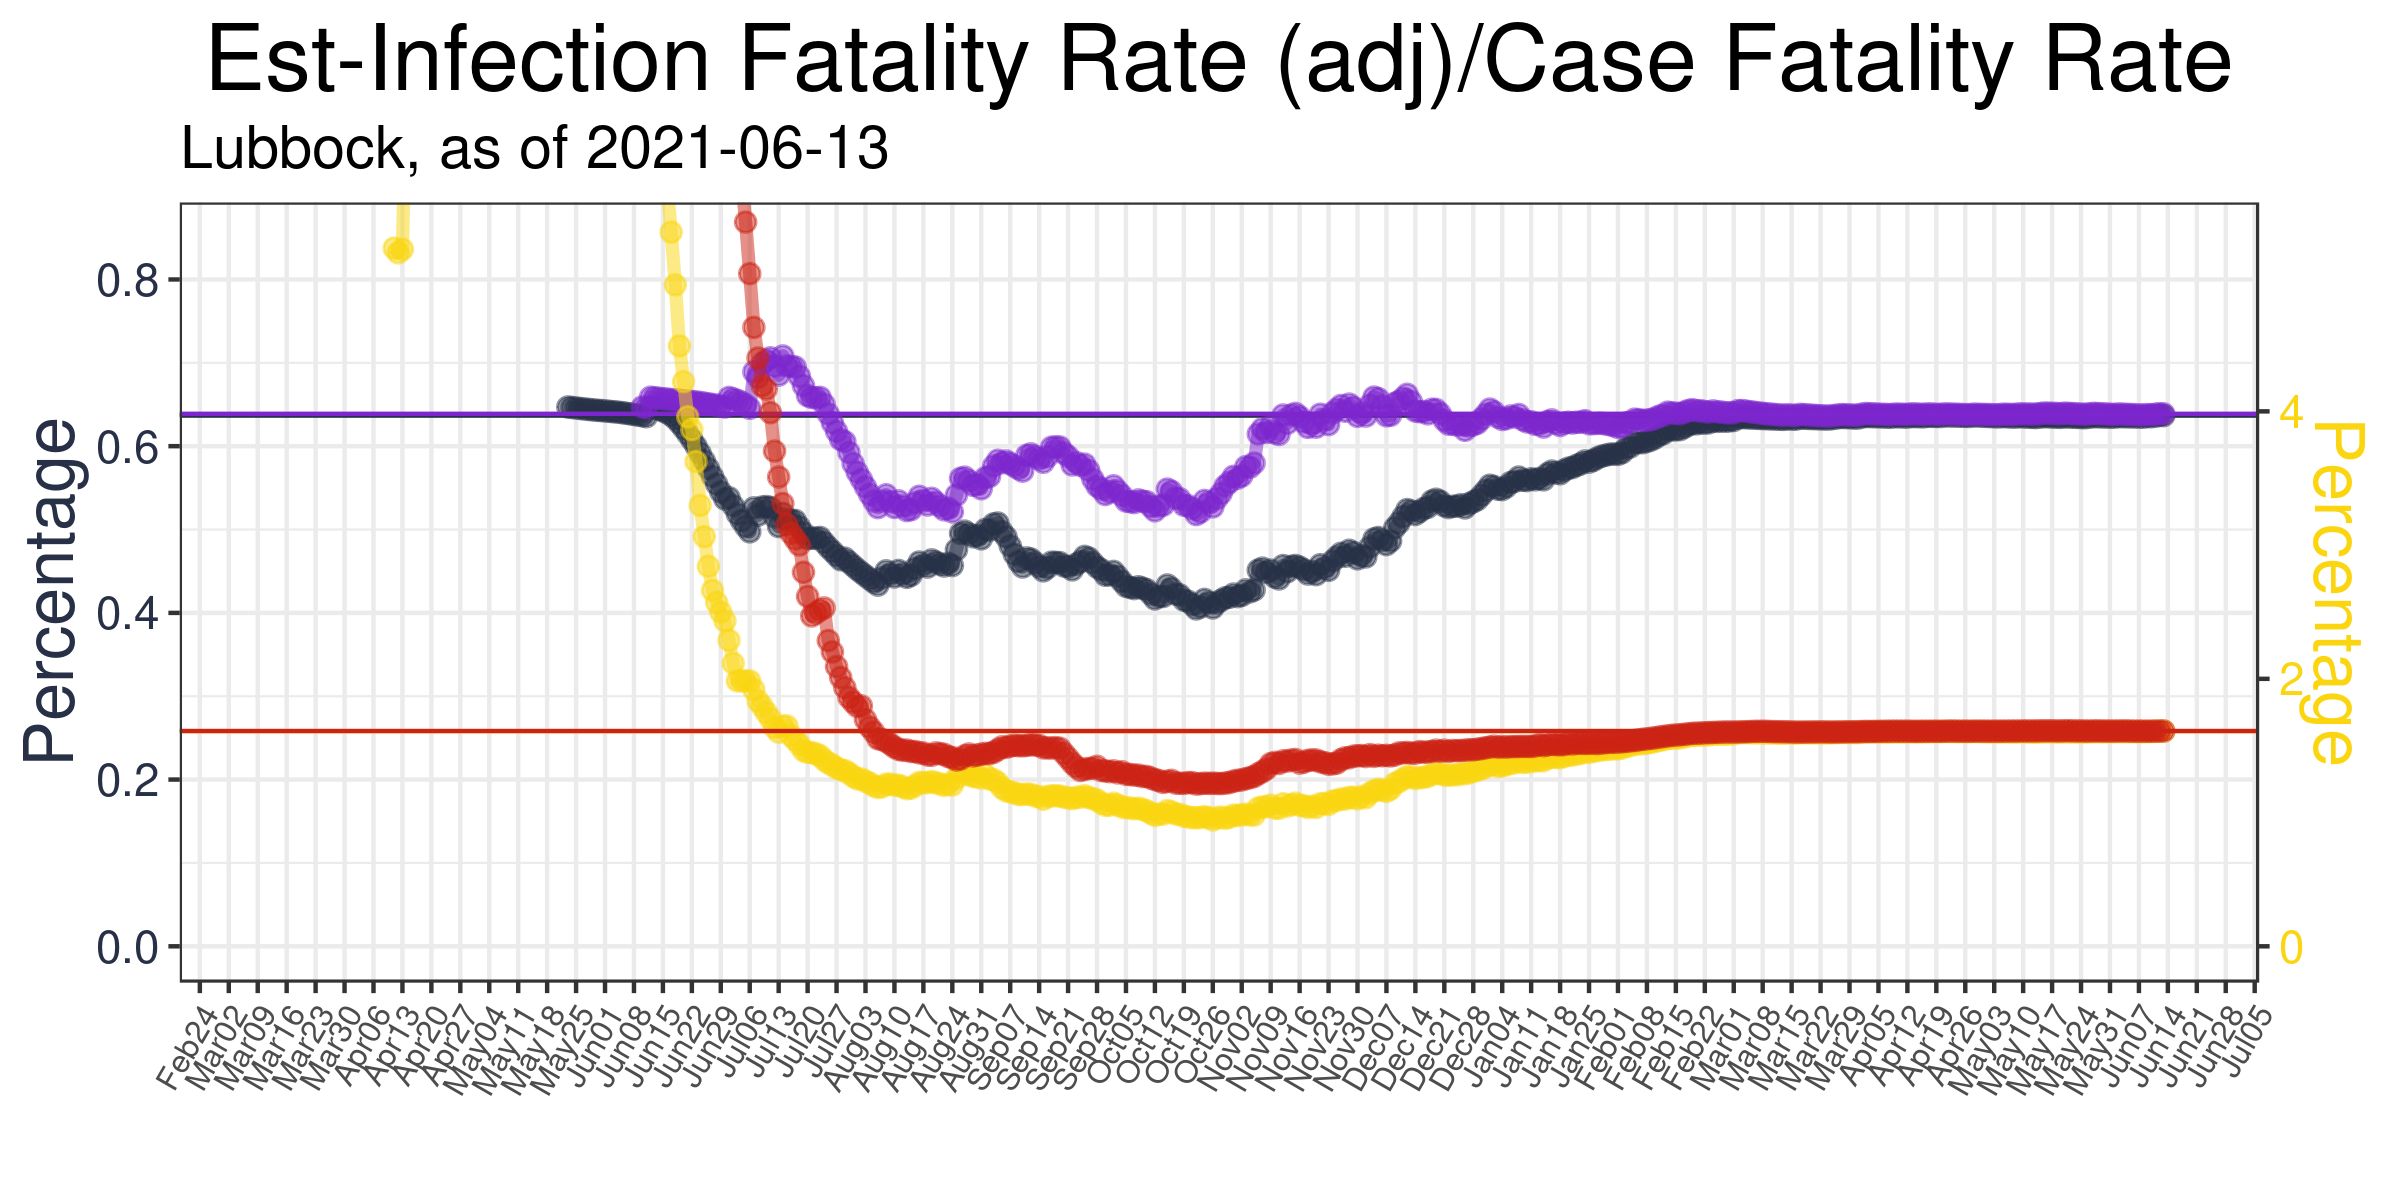 Est-Infection Fatality Rate (adj)/Case Fatality Rate
Lubbock, as of 2021-06-13
Percentage
0.8
0.6
0.4
0.2
0.0
4
2
0
Percentage
Feb24
Mar02
Mar09
Mar16
Mar23
Mar30
Apr06
Apr13
Apr20
Apr27
May04
May11
May18
May25
Jun01
Jun08
Jun15
Jun22
Jun29
Jul06
Jul13
Jul20
Jul27
Aug03
Aug10
Aug17
Aug24
Aug31
Sep07
Sep14
Sep21
Sep28
Oct05
Oct12
Oct19
Oct26
Nov02
Nov09
Nov16
Nov23
Nov30
Dec07
Dec14
Dec21
Dec28
Jan04
Jan11
Jan18
Jan25
Feb01
Feb08
Feb15
Feb22
Mar01
Mar08
Mar15
Mar22
Mar29
Apr05
Apr12
Apr19
Apr26
May03
May10
May17
May24
May31
Jun07
Jun14
Jun21
Jun28
Jul05